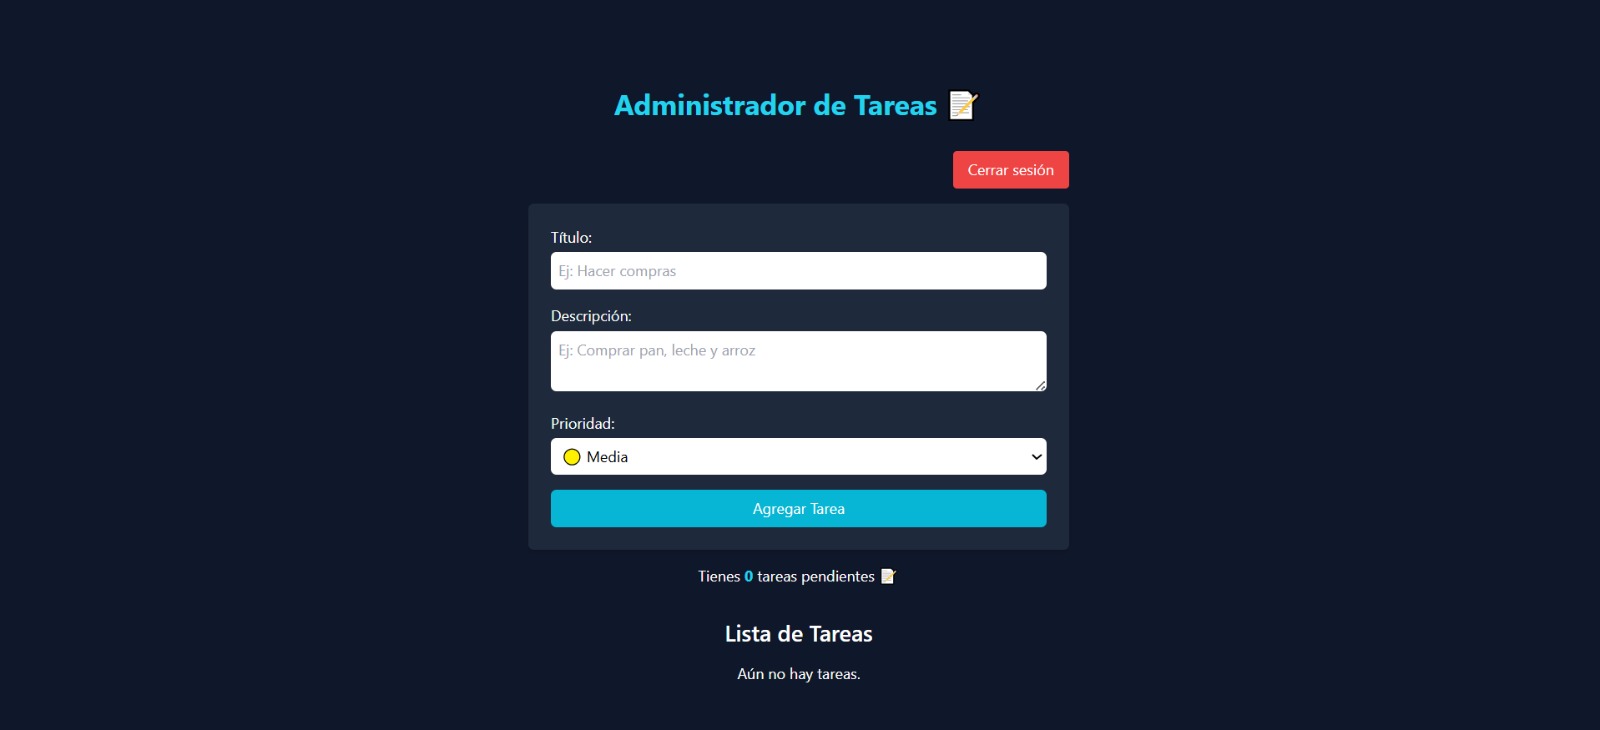 Administrador de Tareas 📝
Cerrar sesión
Título:
Ej: Hacer compras
Descripción:
Ej: Comprar pan, leche y arroz
Prioridad:
🟡 Media
Agregar Tarea
Tienes 0 tareas pendientes 📝
Lista de Tareas
Aún no hay tareas.